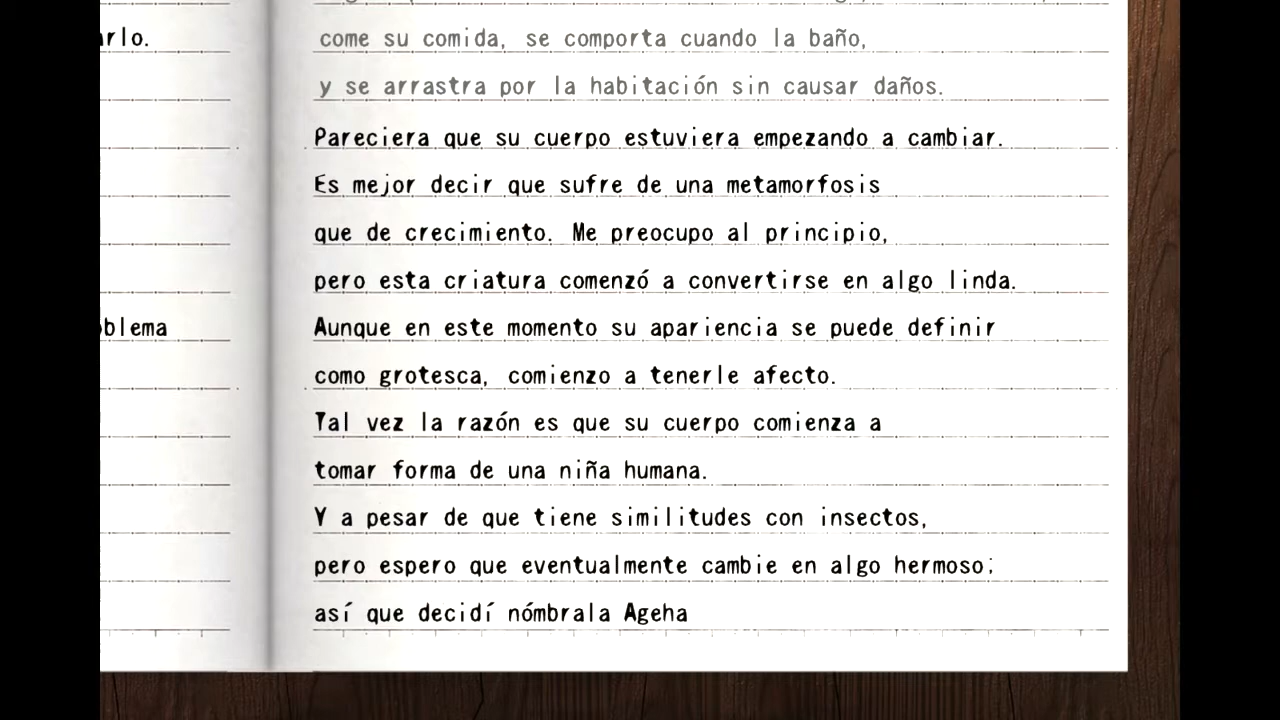 arlo.
blema
come su comida, se comporta cuando la baño,
y se arrastra por la habitación sin causar daños.
Pareciera que su cuerpo estuviera empezando a cambiar.
Es mejor decir que sufre de una metamorfosis
que de crecimiento. Me preocupo al principio,
pero esta criatura comenzó a convertirse en algo linda.
Aunque en este momento su apariencia se puede definir
como grotesca, comienzo a tenerle afecto.
Tal vez la razón es que su cuerpo comienza a
tomar forma de una niña humana.
Y a pesar de que tiene similitudes con insectos,
pero espero que eventualmente cambie en algo hermoso;
así que decidí nómbrala Ageha